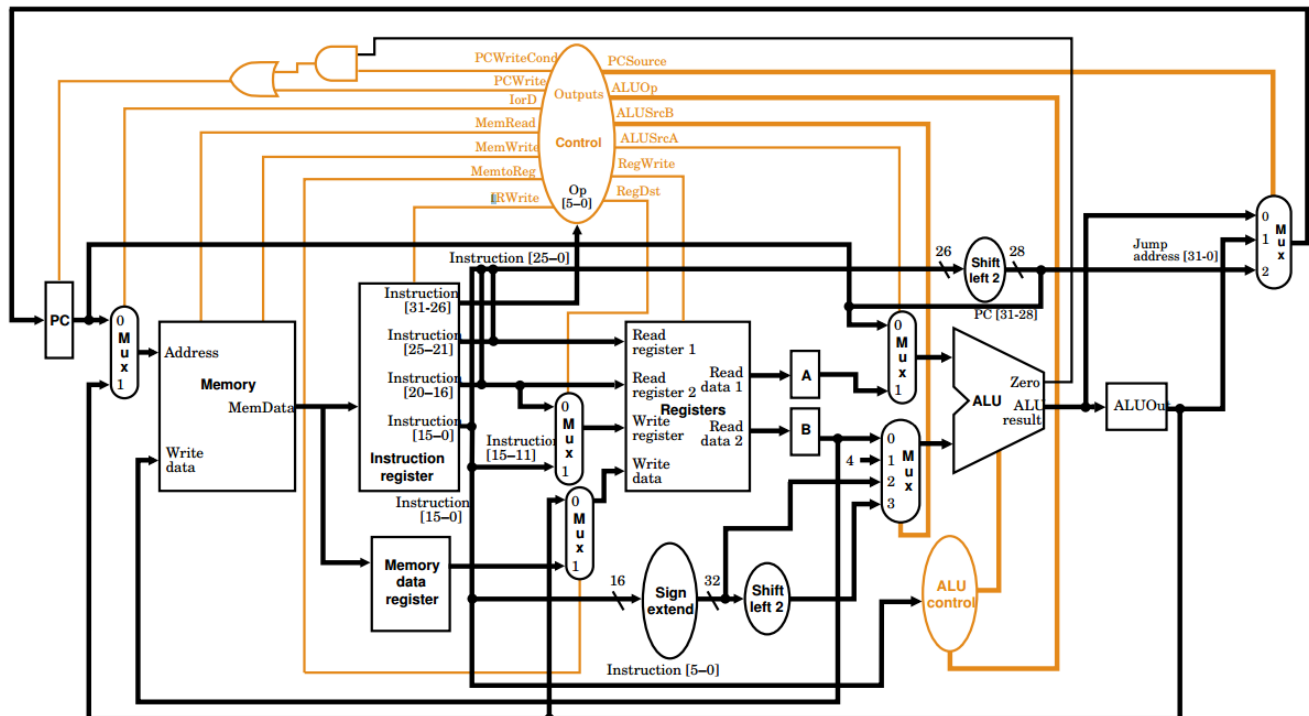 PCWriteCond
PCSource
PCWrite
Outputs
ALUOp
IorD
ALUSrcB
MemRead
Control
ALUSrcA
MemWrite
RegWrite
MemtoReg
Op
[5–0]
RegDst
IRWrite
Instruction [25–0]
26
Shift
left 2
28
Jump
address [31-0]
0
1
2
M
u
x
PC
0
M
u
x
1
Address
Memory
MemData
Write
data
Instruction
[31-26]
Instruction
[25–21]
Instruction
[20–16]
Instruction
[15–0]
Instruction
register
Instruction
[15–11]
Instruction
[15–0]
0
M
u
x
1
Read
register 1
Read
register 2
Registers
Write
register
Write
data
Read
data 1
Read
data 2
A
B
PC [31-28]
0
M
u
x
1
4
0
1
2
3
M
u
x
ALU
Zero
ALU
result
ALUOut
0
M
u
x
1
Memory
data
register
16
Sign
extend
32
Shift
left 2
ALU
control
Instruction [5–0]